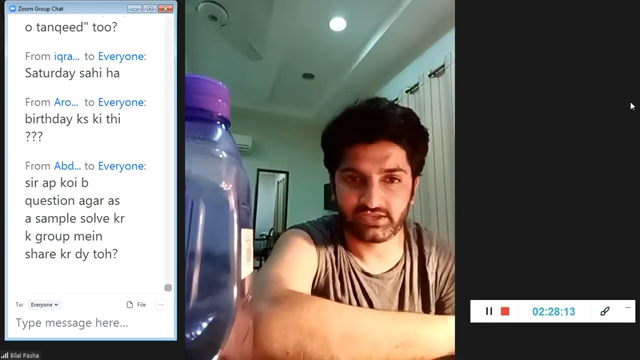 Zoom Group Chat
o tanqeed" too?
From iqra... to Everyone:
Saturday sahi ha
From Aro... to Everyone:
birthday ks ki thi
???
From Abd... to Everyone:
sir ap koi b
question agar as
a sample solve kr
k group mein
share kr dy toh?
To: Everyone
File
Type message here...
02:28:13
Bilal Pasha